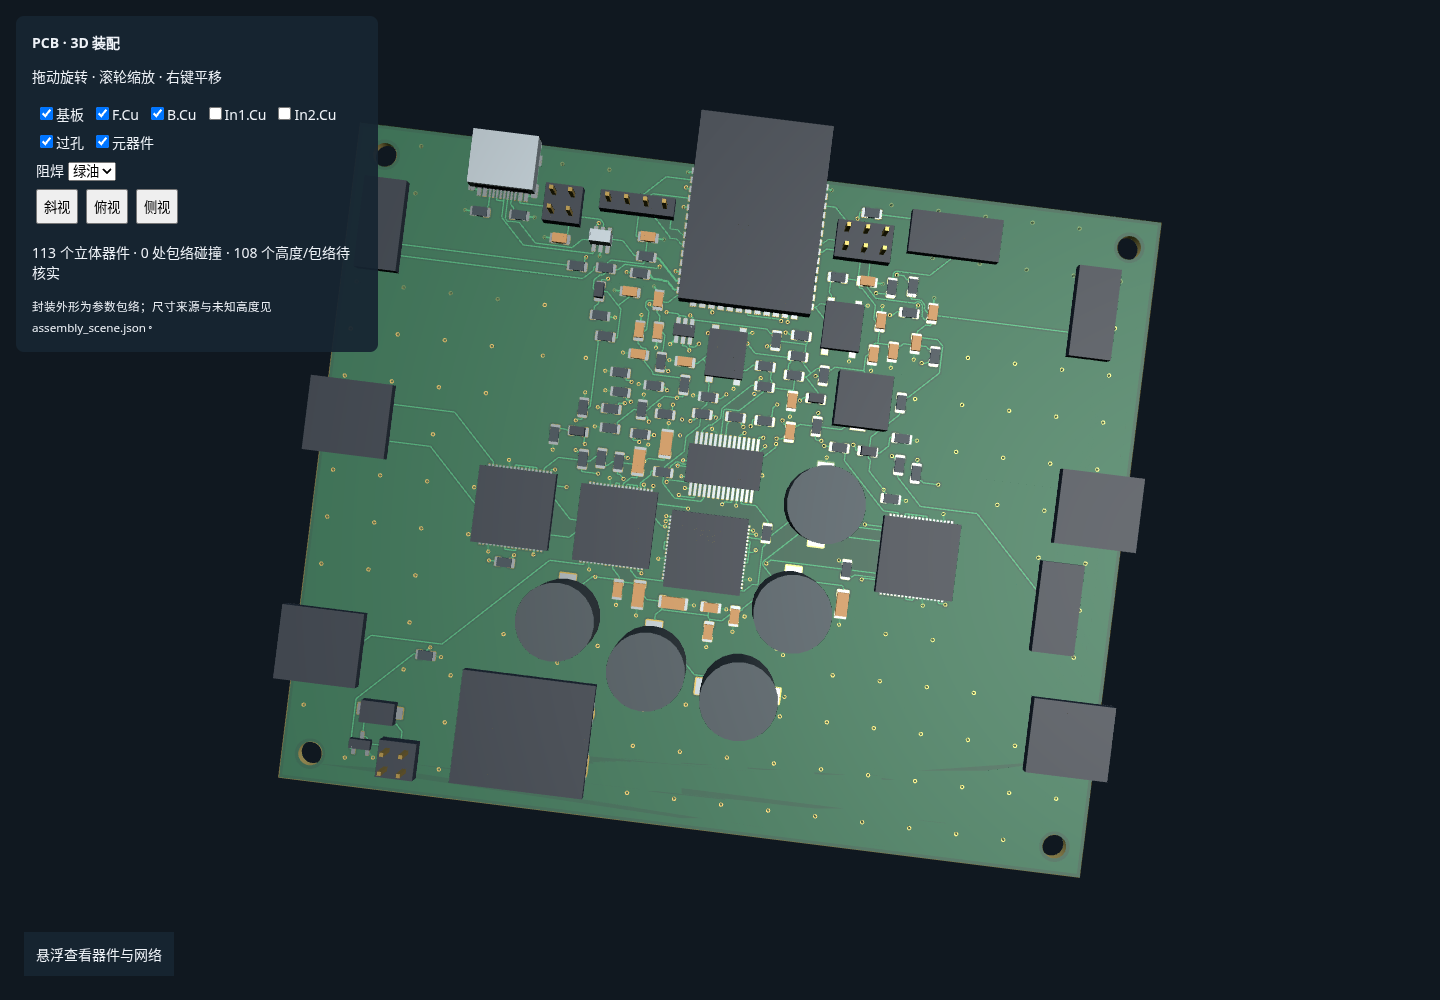 PCB · 3D 装配
拖动旋转 · 滚轮缩放 · 右键平移
基板 F.Cu B.Cu In1.Cu In2.Cu
过孔 元器件
阻焊 绿油
斜视 俯视 侧视
113 个立体器件 · 0 处包络碰撞 · 108 个高度/包络待
核实
封装外形为参数包络；尺寸来源与未知高度见
assembly_scene.json。
悬浮查看器件与网络